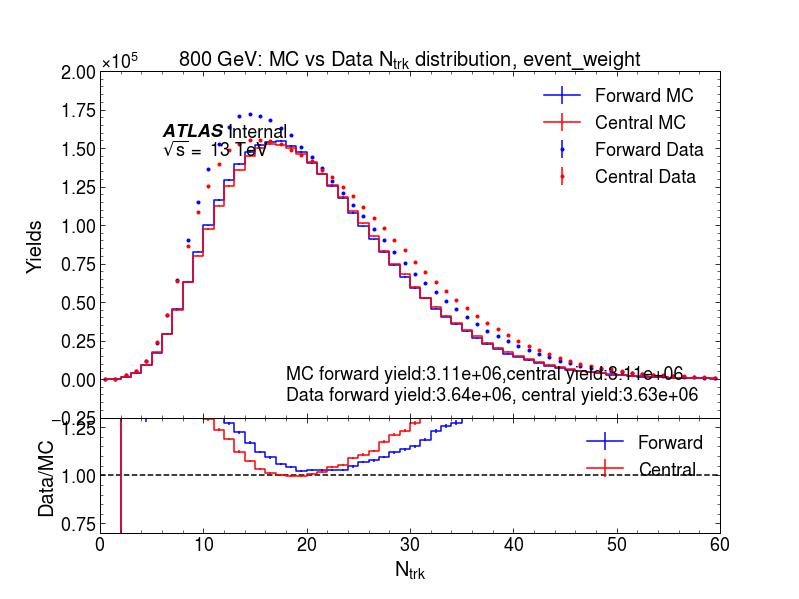 ×10⁵ 800 GeV: MC vs Data Nₜᵣₖ distribution, event_weight
2.00
1.75
1.50
1.25
1.00
0.75
0.50
0.25
0.00
−0.25
Yields
ATLAS Internal
√s = 13 TeV
Forward MC
Central MC
Forward Data
Central Data
MC forward yield:3.11e+06,central yield:3.11e+06
Data forward yield:3.64e+06, central yield:3.63e+06
1.25
1.00
0.75
Data/MC
Forward
Central
0 10 20 30 40 50 60
Nₜᵣₖ